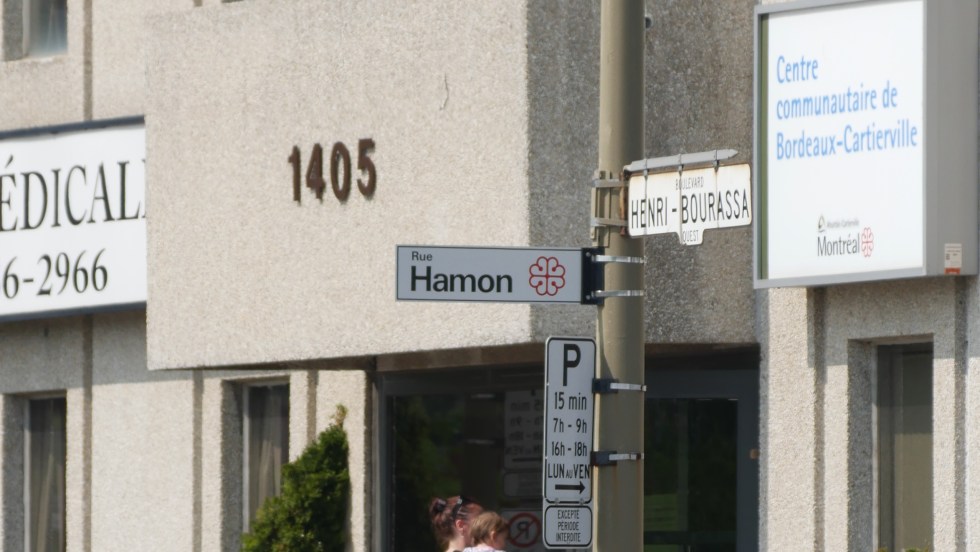 ÉDICAL
6-2966
1405
Rue
Hamon
BOULEVARD
HENRI-BOURASSA
OUEST
P
15 min
7h - 9h
16h - 18h
LUN AU VEN
EXCEPTÉ
PÉRIODE
INTERDITE
Centre
communautaire de
Bordeaux-Cartierville
Montréal